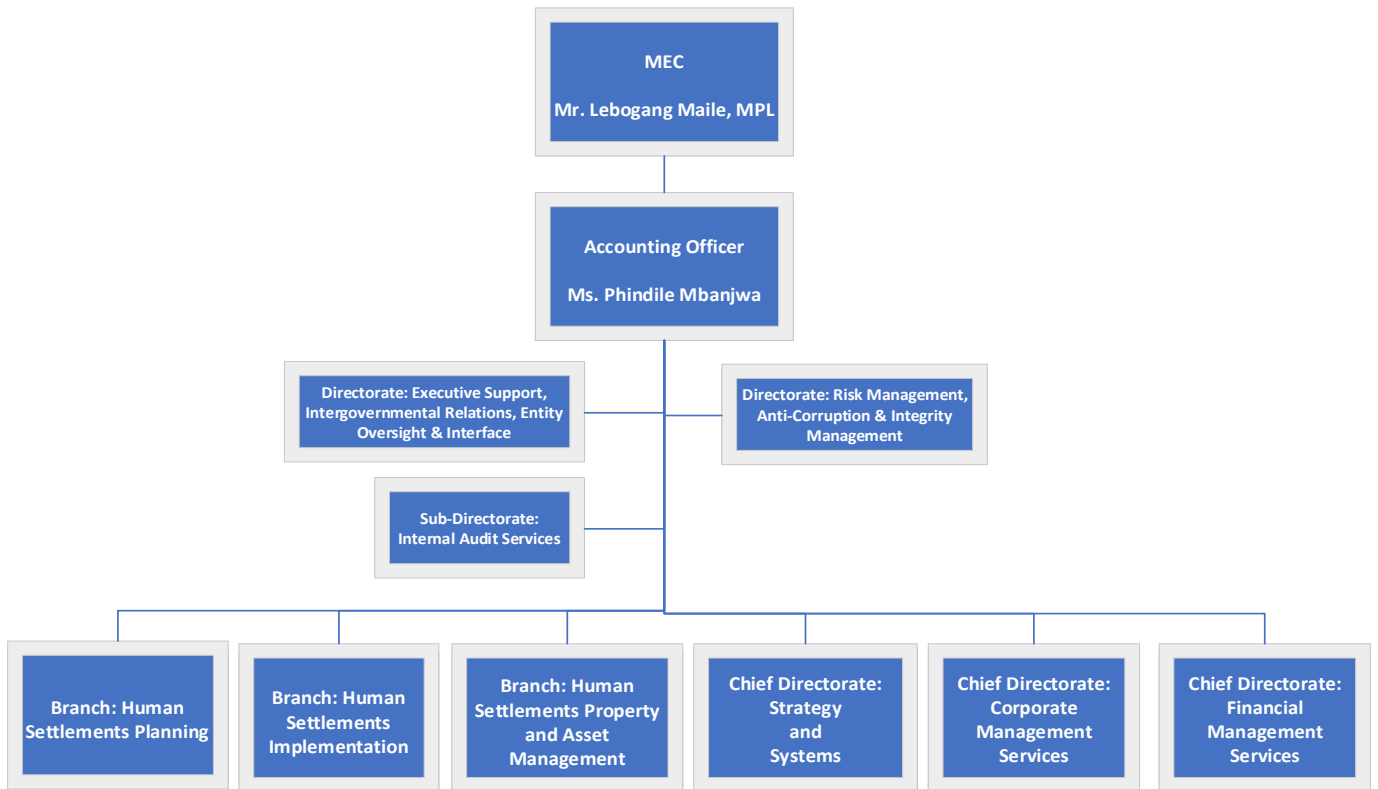 MEC
Mr. Lebogang Maile, MPL
Accounting Officer
Ms. Phindile Mbanjwa
Directorate: Executive Support,
Intergovernmental Relations, Entity
Oversight & Interface
Directorate: Risk Management,
Anti-Corruption & Integrity
Management
Sub-Directorate:
Internal Audit Services
Branch: Human
Settlements Planning
Branch: Human
Settlements
Implementation
Branch: Human
Settlements Property
and Asset
Management
Chief Directorate:
Strategy
and
Systems
Chief Directorate:
Corporate
Management
Services
Chief Directorate:
Financial
Management
Services